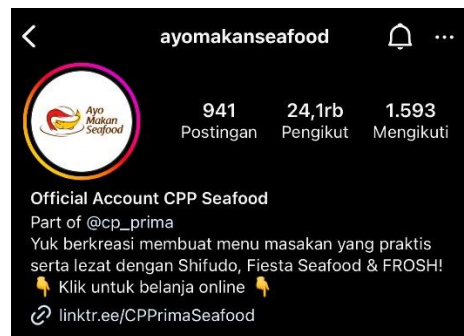 ayomakanseafood
Ayo
Makan
Seafood
941 24,1rb 1.593
Postingan Pengikut Mengikuti
Official Account CPP Seafood
Part of @cp_prima
Yuk berkreasi membuat menu masakan yang praktis
serta lezat dengan Shifudo, Fiesta Seafood & FROSH!
👇 Klik untuk belanja online 👇
linktr.ee/CPPrimaSeafood